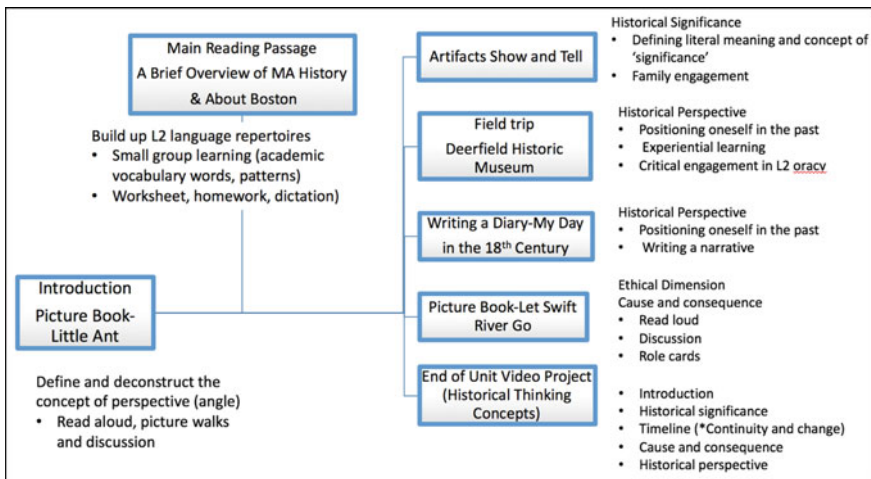 Main Reading Passage
A Brief Overview of MA History
& About Boston
Build up L2 language repertoires
• Small group learning (academic
vocabulary words, patterns)
• Worksheet, homework, dictation)
Introduction
Picture Book-
Little Ant
Define and deconstruct the
concept of perspective (angle)
• Read aloud, picture walks
and discussion
Artifacts Show and Tell
Historical Significance
• Defining literal meaning and concept of
‘significance’
• Family engagement
Field trip
Deerfield Historic
Museum
Historical Perspective
• Positioning oneself in the past
• Experiential learning
• Critical engagement in L2 oracy
Writing a Diary-My Day
in the 18th Century
Historical Perspective
• Positioning oneself in the past
• Writing a narrative
Picture Book-Let Swift
River Go
Ethical Dimension
Cause and consequence
• Read loud
• Discussion
• Role cards
End of Unit Video Project
(Historical Thinking
Concepts)
• Introduction
• Historical significance
• Timeline (*Continuity and change)
• Cause and consequence
• Historical perspective